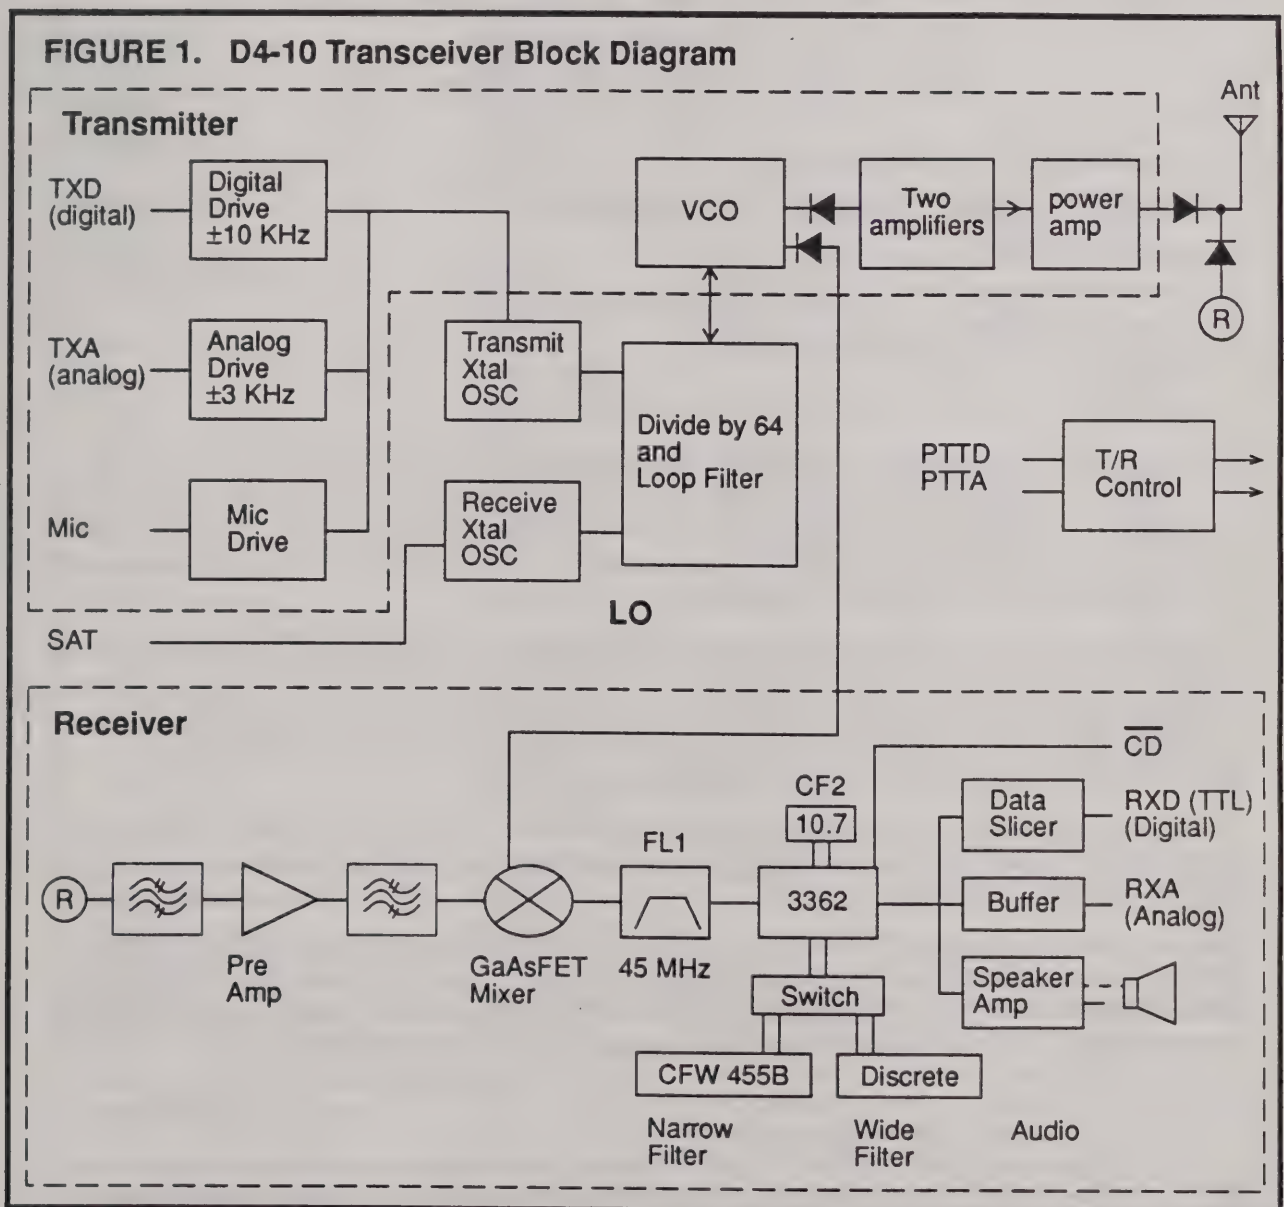 FIGURE 1. D4-10 Transceiver Block Diagram
Transmitter
Ant
TXD
(digital)
Digital
Drive
±10 KHz
VCO
Two
amplifiers
power
amp
R
TXA
(analog)
Analog
Drive
±3 KHz
Transmit
Xtal
OSC
Divide by 64
and
Loop Filter
PTTD
PTTA
T/R
Control
Mic
Mic
Drive
Receive
Xtal
OSC
LO
SAT
Receiver
CD
CF2
10.7
Data
Slicer
RXD (TTL)
(Digital)
FL1
R
3362
Buffer
RXA
(Analog)
Pre
Amp
GaAsFET
Mixer
45 MHz
Switch
Speaker
Amp
CFW 455B
Discrete
Narrow
Filter
Wide
Filter
Audio